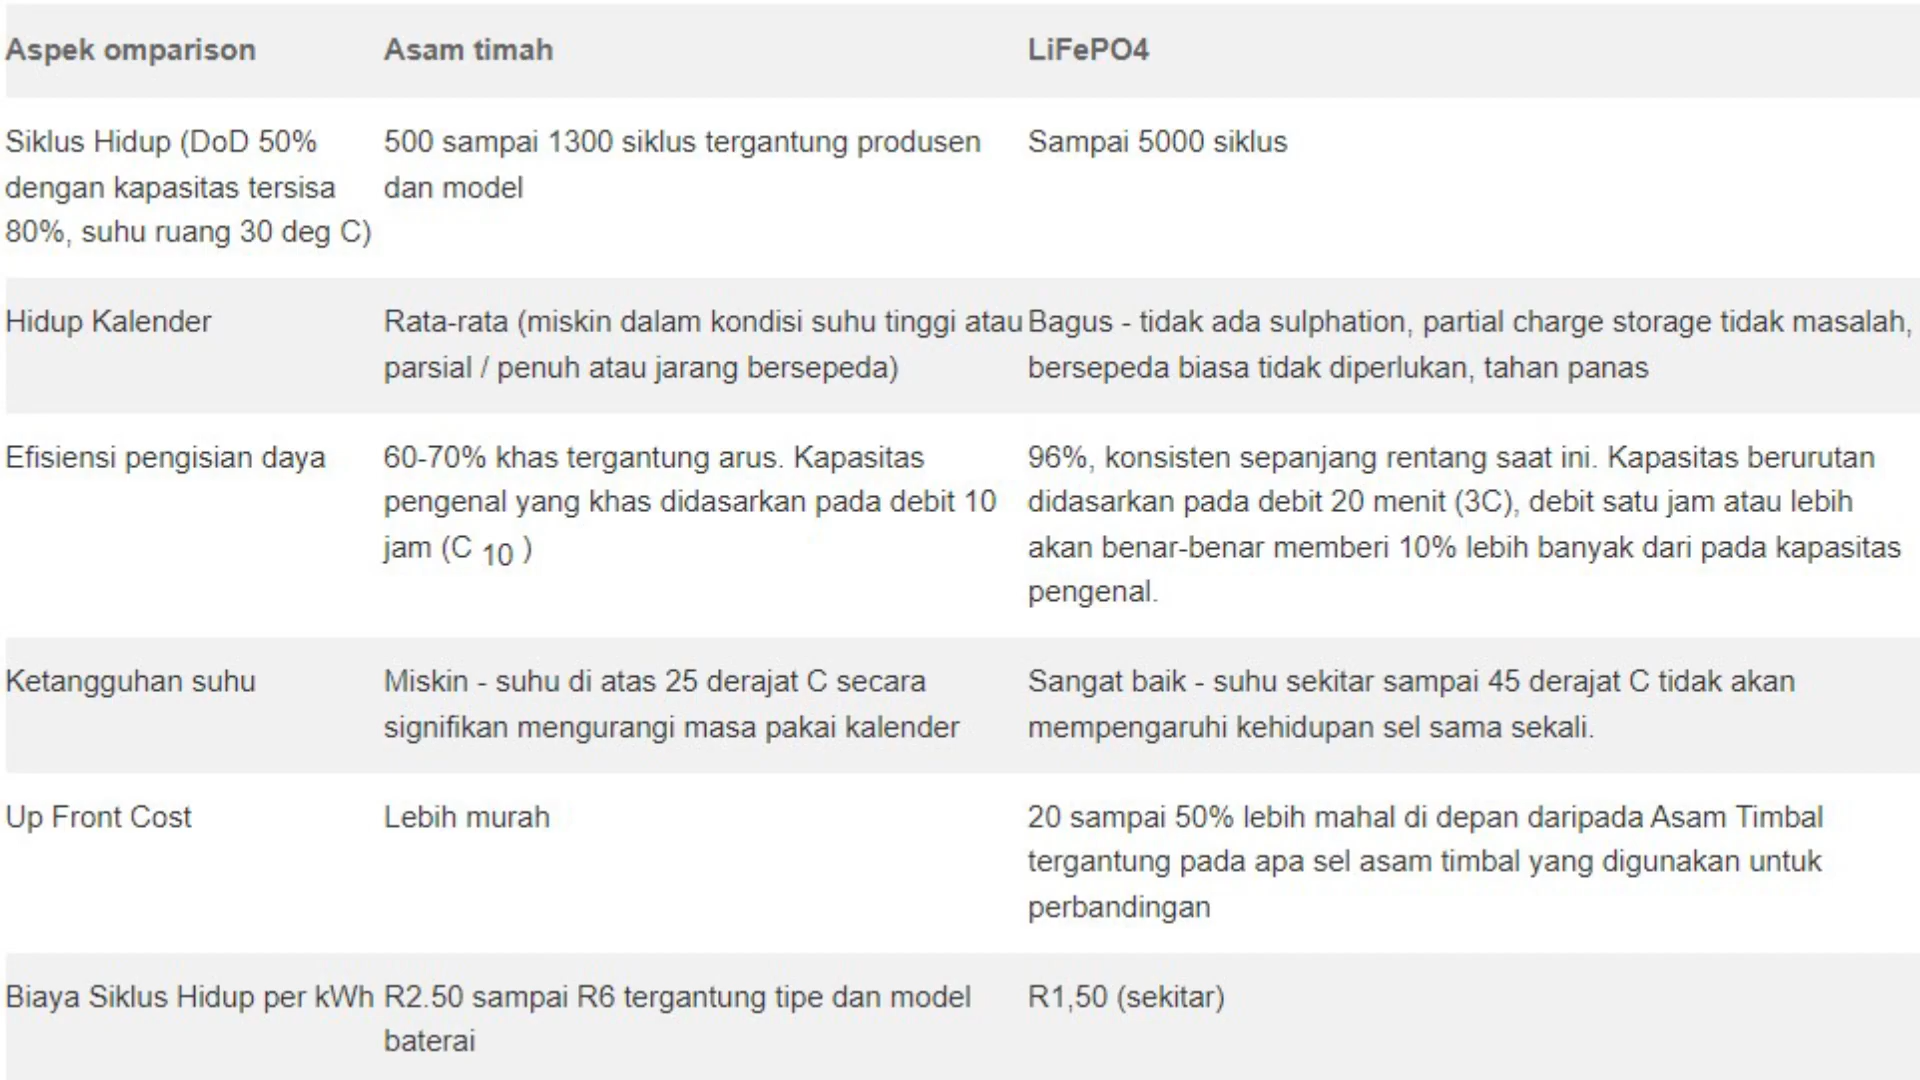 Aspek omparison
Asam timah
LiFePO4
Siklus Hidup (DoD 50%
dengan kapasitas tersisa
80%, suhu ruang 30 deg C)
500 sampai 1300 siklus tergantung produsen
dan model
Sampai 5000 siklus
Hidup Kalender
Rata-rata (miskin dalam kondisi suhu tinggi atau
parsial / penuh atau jarang bersepeda)
Bagus - tidak ada sulphation, partial charge storage tidak masalah,
bersepeda biasa tidak diperlukan, tahan panas
Efisiensi pengisian daya
60-70% khas tergantung arus. Kapasitas
pengenal yang khas didasarkan pada debit 10
jam (C 10 )
96%, konsisten sepanjang rentang saat ini. Kapasitas berurutan
didasarkan pada debit 20 menit (3C), debit satu jam atau lebih
akan benar-benar memberi 10% lebih banyak dari pada kapasitas
pengenal.
Ketangguhan suhu
Miskin - suhu di atas 25 derajat C secara
signifikan mengurangi masa pakai kalender
Sangat baik - suhu sekitar sampai 45 derajat C tidak akan
mempengaruhi kehidupan sel sama sekali.
Up Front Cost
Lebih murah
20 sampai 50% lebih mahal di depan daripada Asam Timbal
tergantung pada apa sel asam timbal yang digunakan untuk
perbandingan
Biaya Siklus Hidup per kWh
R2.50 sampai R6 tergantung tipe dan model
baterai
R1,50 (sekitar)